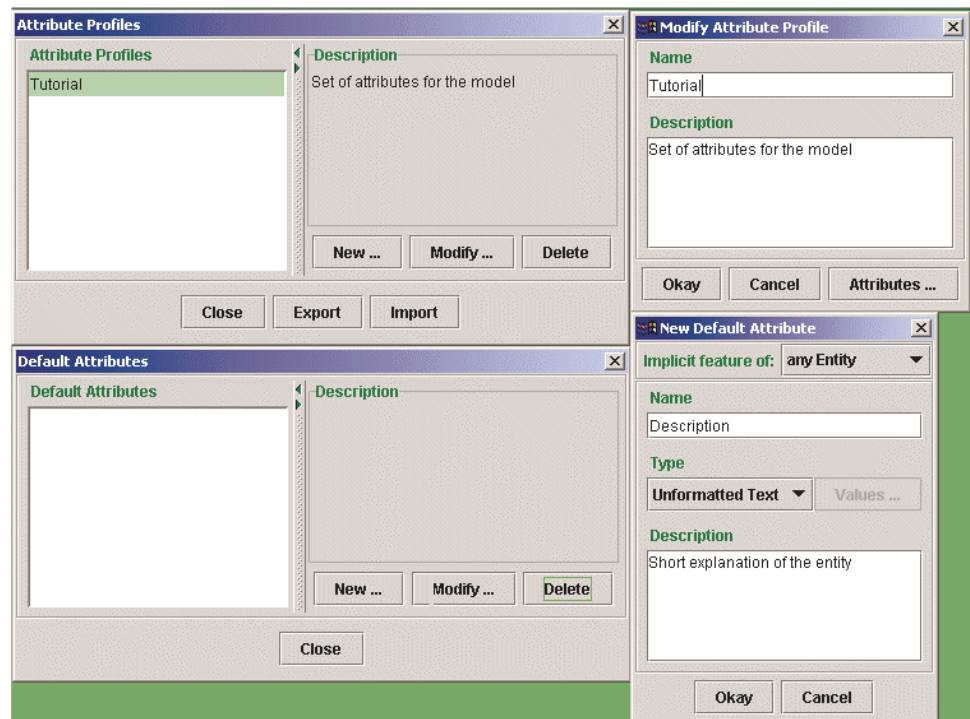 Attribute Profiles
Attribute Profiles
Tutorial
Description
Set of attributes for the model
New ...
Modify ...
Delete
Close
Export
Import
Modify Attribute Profile
Name
Tutorial
Description
Set of attributes for the model
Okay
Cancel
Attributes ...
Default Attributes
Default Attributes
Description
New ...
Modify ...
Delete
Close
New Default Attribute
Implicit feature of: any Entity
Name
Description
Type
Unformatted Text
Values ...
Description
Short explanation of the entity
Okay
Cancel